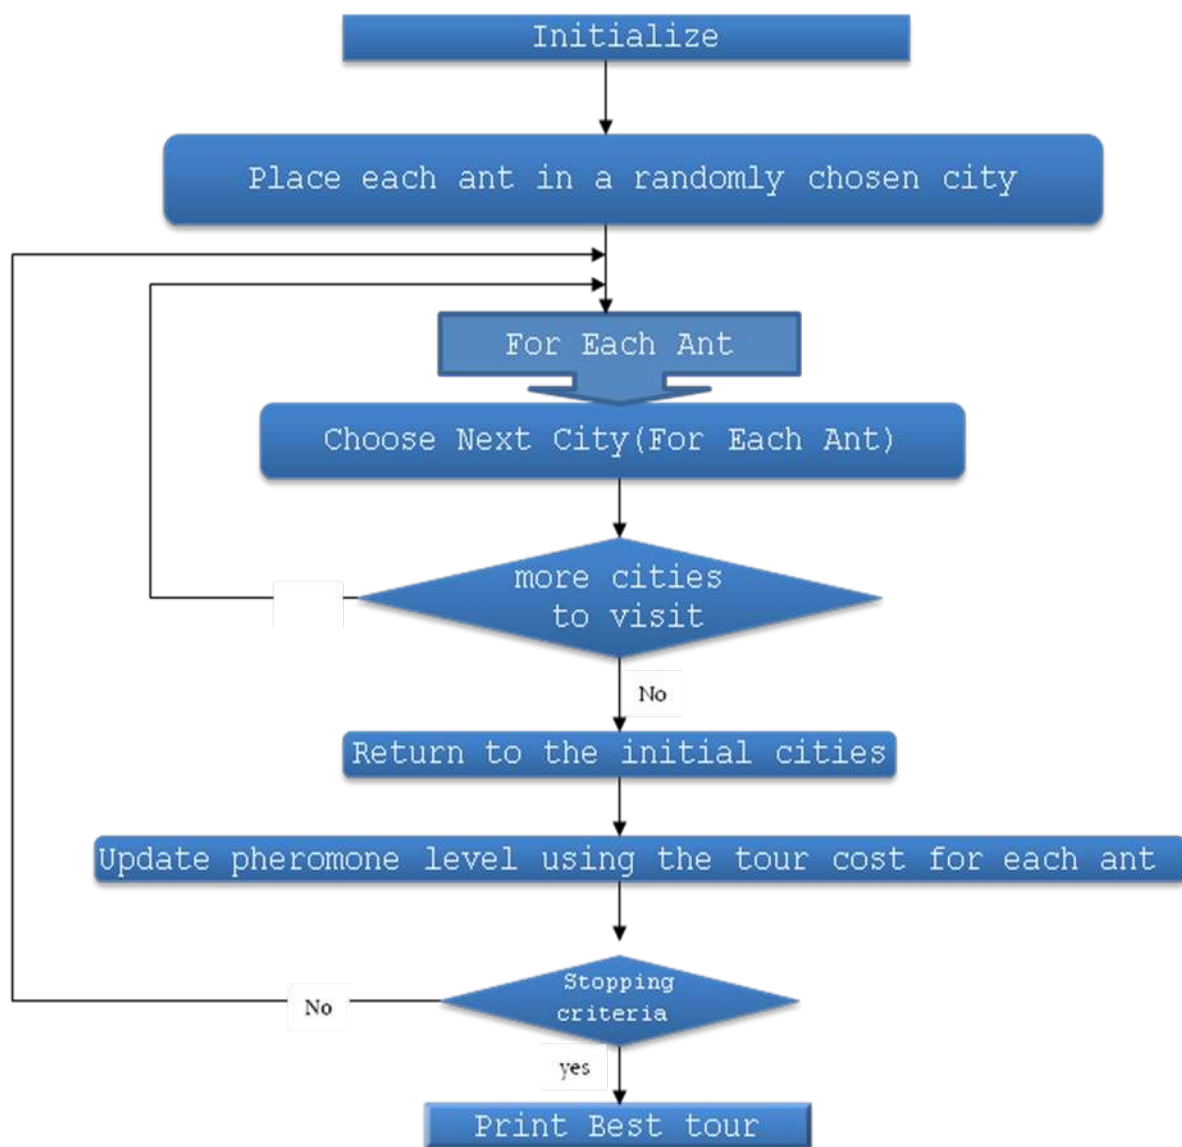 Initialize
Place each ant in a randomly chosen city
For Each Ant
Choose Next City(For Each Ant)
more cities
to visit
No
Return to the initial cities
Update pheromone level using the tour cost for each ant
Stopping
criteria
No
yes
Print Best tour